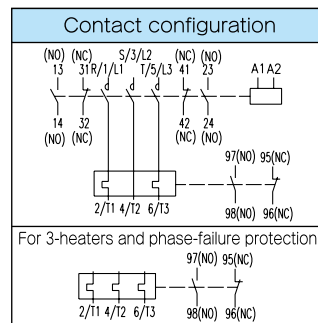 Contact configuration
(NO) (NC) S/3/L2 (NC) (NO)
13 31 R/1/L1 T/5/L3 41 23 A1 A2
14 32 42 24
(NO) (NC) (NC) (NO)
97(NO) 95(NC)
2/T1 4/T2 6/T3
98(NO) 96(NC)
For 3-heaters and phase-failure protection
97(NO) 95(NC)
2/T1 4/T2 6/T3 98(NO) 96(NC)